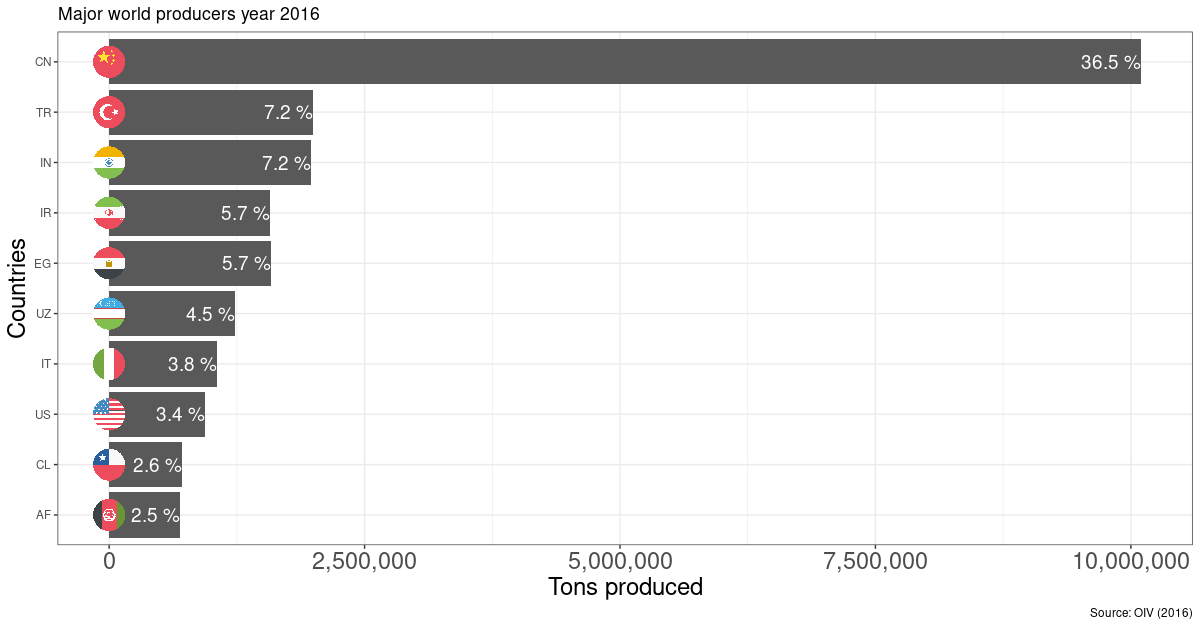 Major world producers year 2016
CN
36.5 %
TR
7.2 %
IN
7.2 %
IR
5.7 %
EG
5.7 %
UZ
4.5 %
IT
3.8 %
US
3.4 %
CL
2.6 %
AF
2.5 %
Countries
0 2,500,000 5,000,000 7,500,000 10,000,000
Tons produced
Source: OIV (2016)